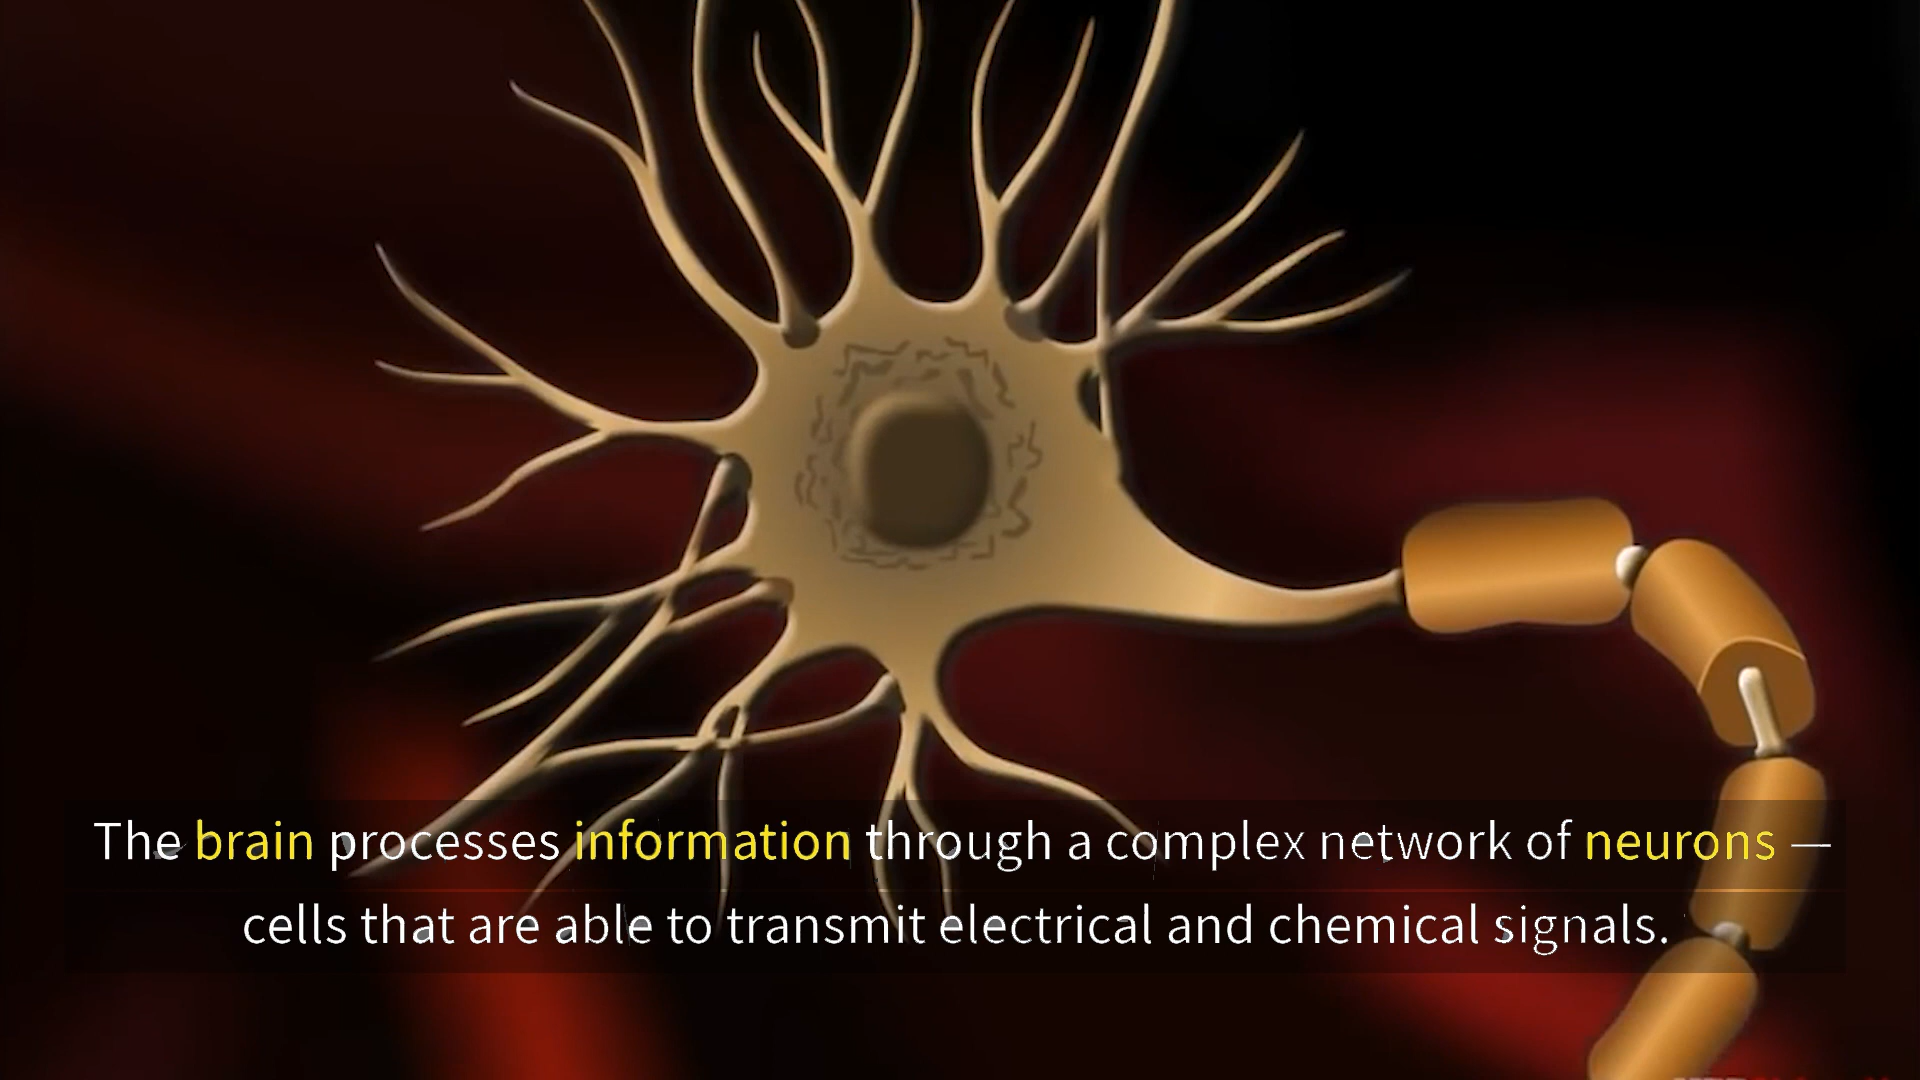 The brain processes information through a complex network of neurons —
cells that are able to transmit electrical and chemical signals.